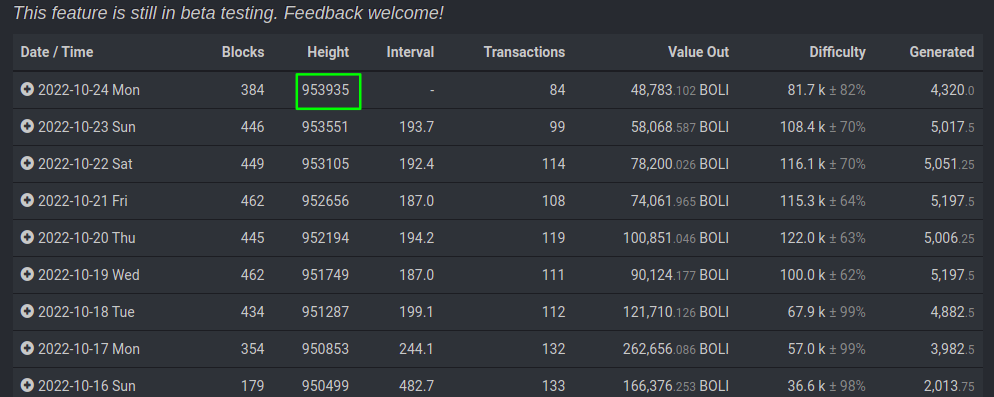 This feature is still in beta testing. Feedback welcome!
Date / Time Blocks Height Interval Transactions Value Out Difficulty Generated
2022-10-24 Mon 384 953935 - 84 48,783.102 BOLI 81.7 k ± 82% 4,320.0
2022-10-23 Sun 446 953551 193.7 99 58,068.587 BOLI 108.4 k ± 70% 5,017.5
2022-10-22 Sat 449 953105 192.4 114 78,200.026 BOLI 116.1 k ± 70% 5,051.25
2022-10-21 Fri 462 952656 187.0 108 74,061.965 BOLI 115.3 k ± 64% 5,197.5
2022-10-20 Thu 445 952194 194.2 119 100,851.046 BOLI 122.0 k ± 63% 5,006.25
2022-10-19 Wed 462 951749 187.0 111 90,124.177 BOLI 100.0 k ± 62% 5,197.5
2022-10-18 Tue 434 951287 199.1 112 121,710.126 BOLI 67.9 k ± 99% 4,882.5
2022-10-17 Mon 354 950853 244.1 132 262,656.086 BOLI 57.0 k ± 99% 3,982.5
2022-10-16 Sun 179 950499 482.7 133 166,376.253 BOLI 36.6 k ± 98% 2,013.75